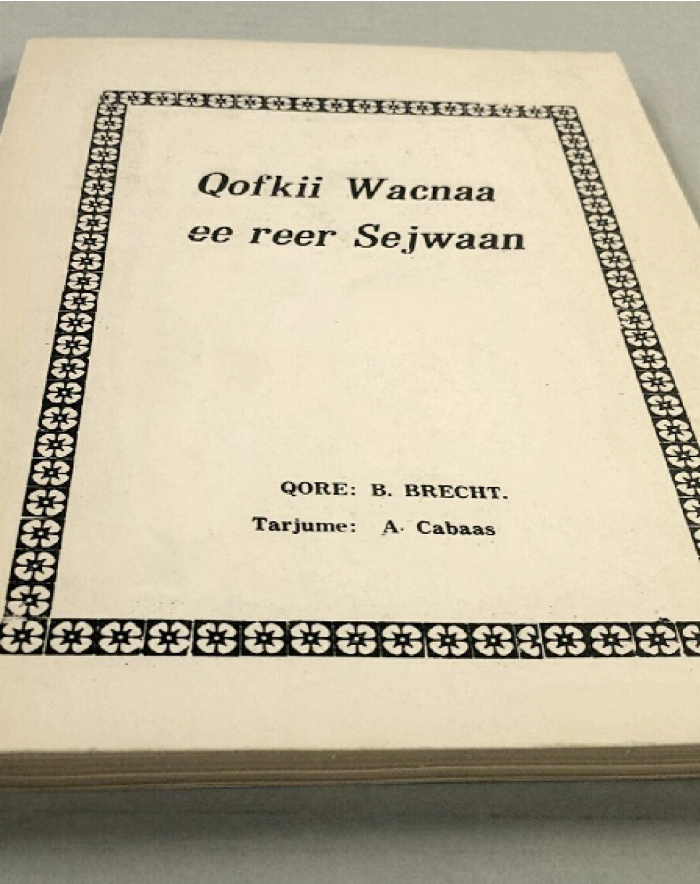 Qofkii Wacnaa
ee reer Sejwaan
QORE: B. BRECHT.
Tarjume: A. Cabaas